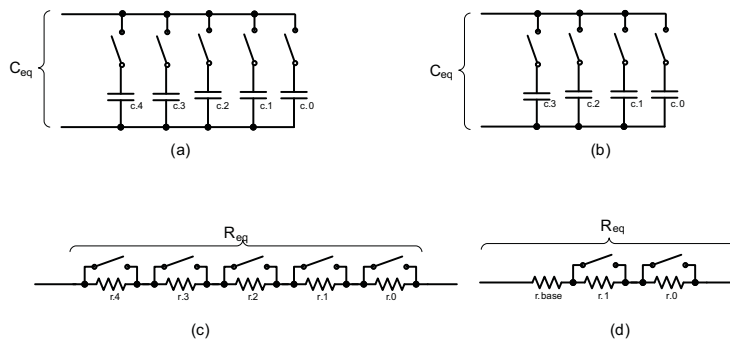 Ceq
c.4
c.3
c.2
c.1
c.0
(a)
Ceq
c.3
c.2
c.1
c.0
(b)
Req
r.4
r.3
r.2
r.1
r.0
(c)
Req
r.base
r.1
r.0
(d)